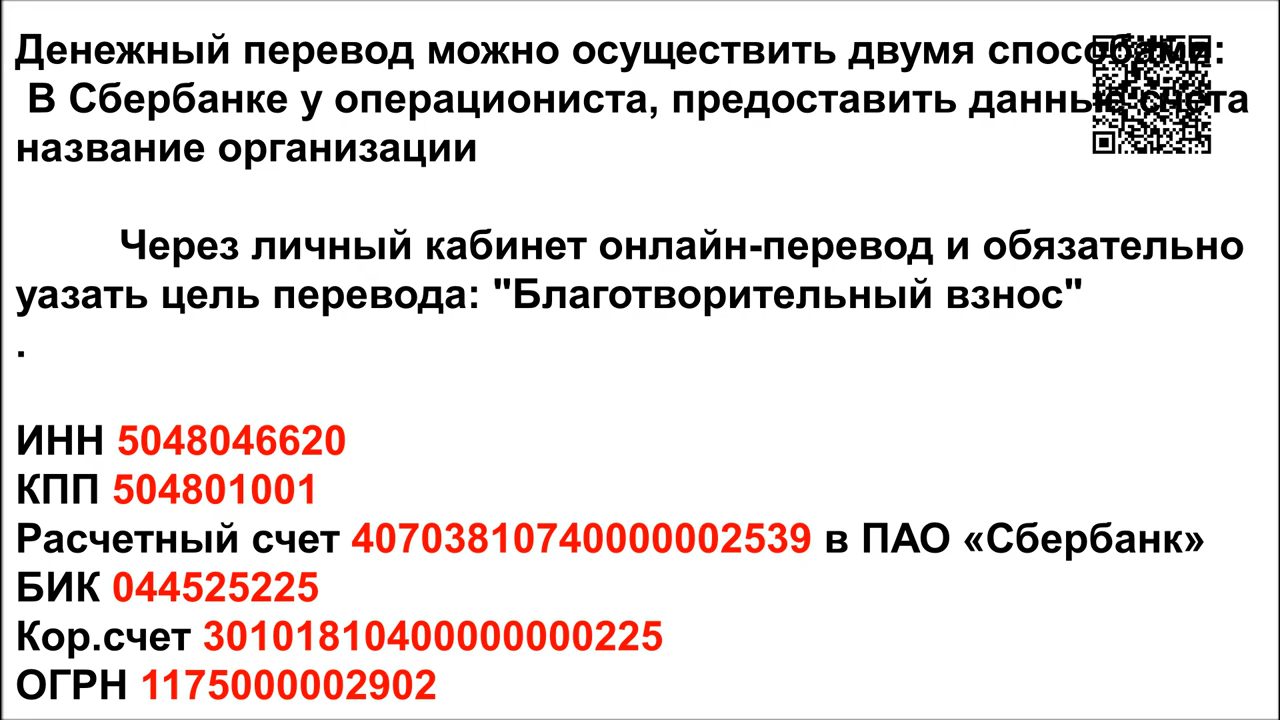 Денежный перевод можно осуществить двумя способами:
В Сбербанке у операциониста, предоставить данные счета
название организации
Через личный кабинет онлайн-перевод и обязательно
уазать цель перевода: "Благотворительный взнос"
.
ИНН 5048046620
КПП 504801001
Расчетный счет 40703810740000002539 в ПАО «Сбербанк»
БИК 044525225
Кор.счет 30101810400000000225
ОГРН 1175000002902